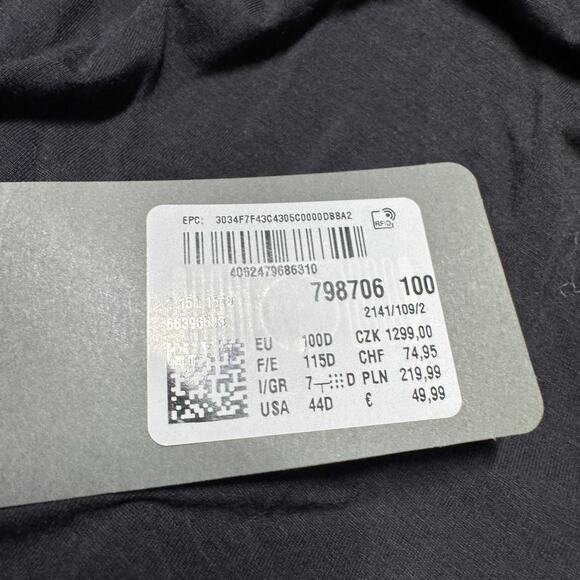 EPC: 3034F7F43C4305C0000DBBA2
RFID
4062479686310
798706 100
2141/109/2
EU 100D CZK 1299,00
F/E 115D CHF 74,95
I/GR 7 D PLN 219,99
USA 44D € 49,99